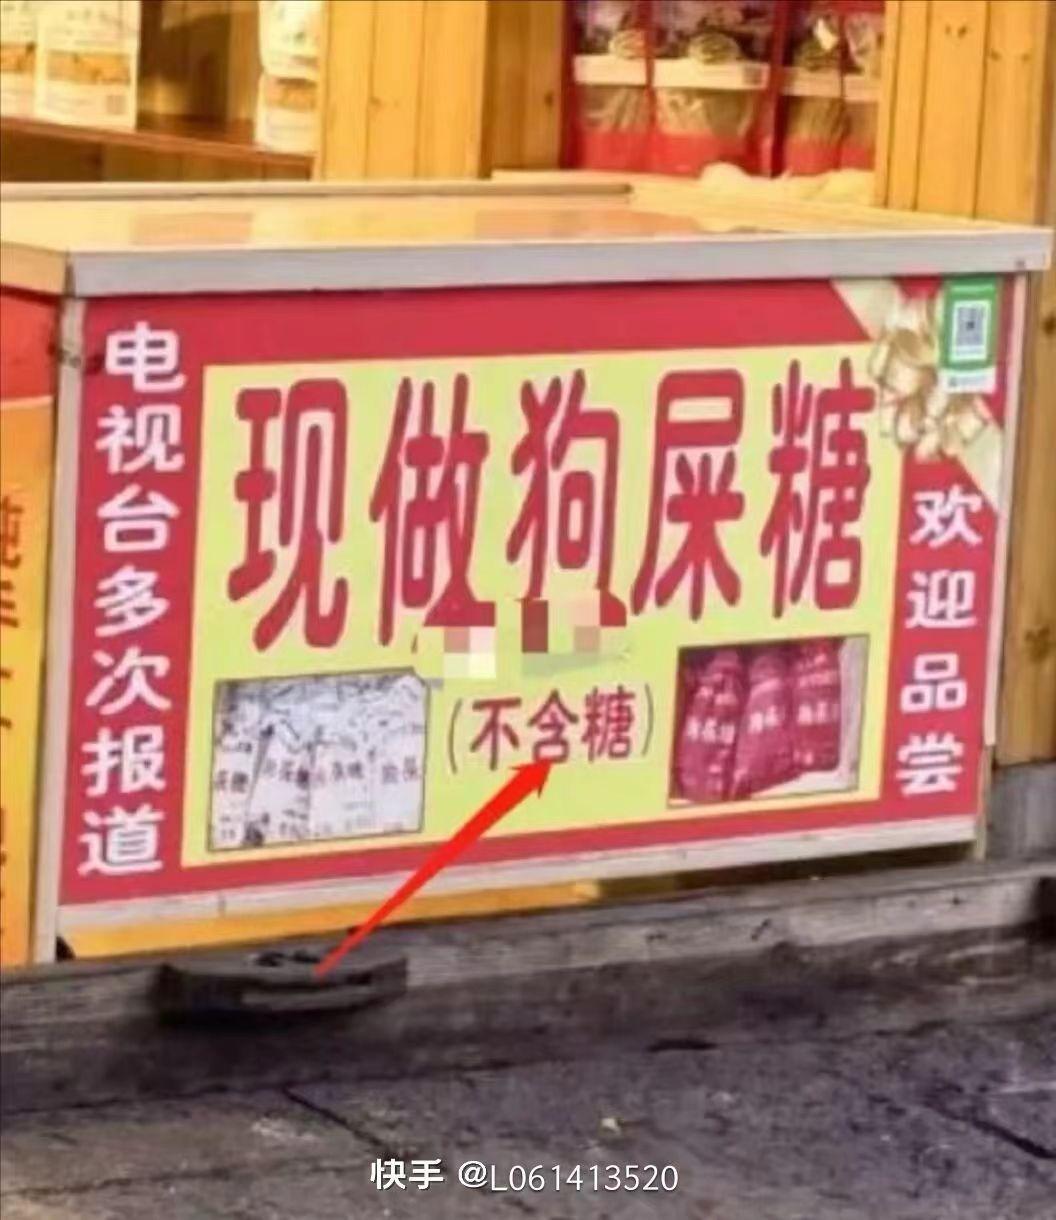 电视台多次报道
现做狗屎糖
(不含糖)
欢迎品尝
快手 @L061413520